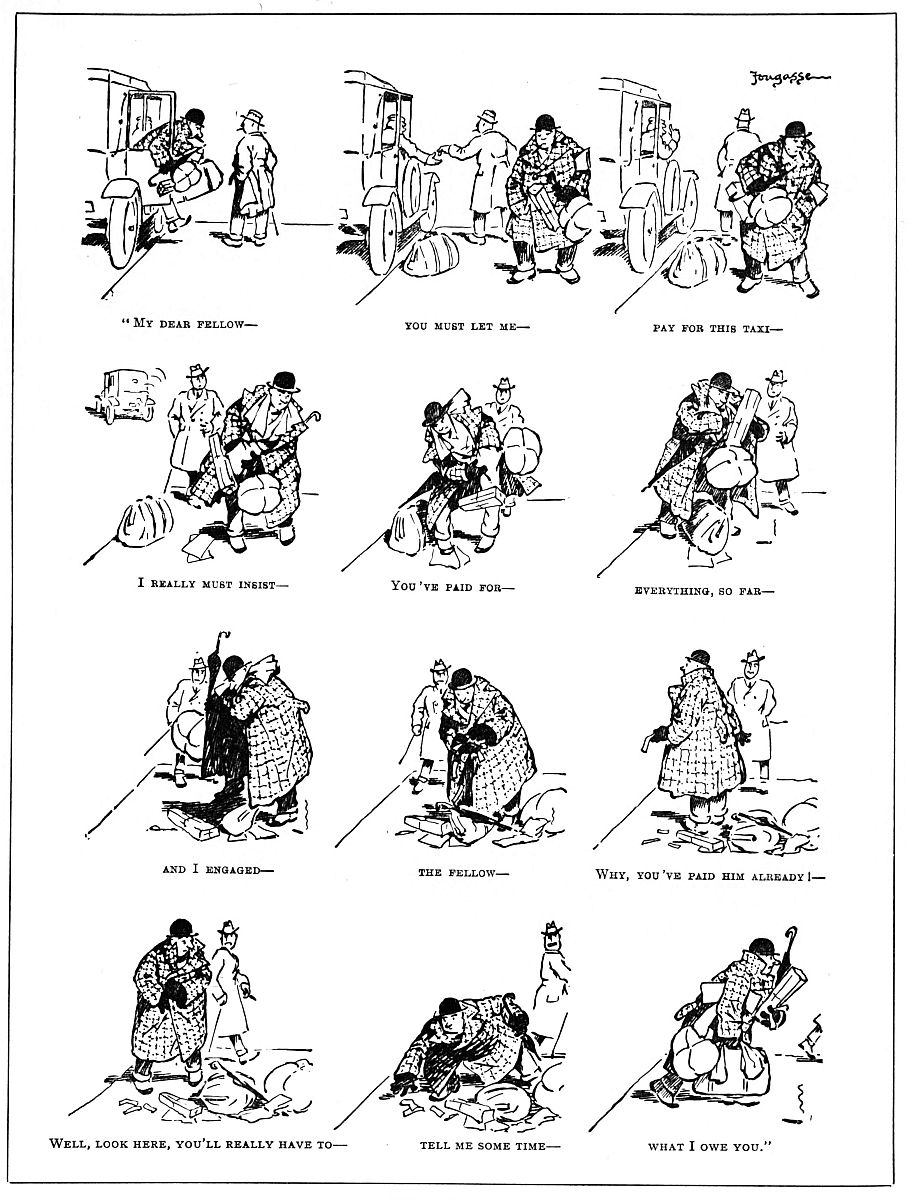 Fougasse
"MY DEAR FELLOW—
YOU MUST LET ME—
PAY FOR THIS TAXI—
I REALLY MUST INSIST—
YOU'VE PAID FOR—
EVERYTHING, SO FAR—
AND I ENGAGED—
THE FELLOW—
WHY, YOU'VE PAID HIM ALREADY!—
WELL, LOOK HERE, YOU'LL REALLY HAVE TO—
TELL ME SOME TIME—
WHAT I OWE YOU."